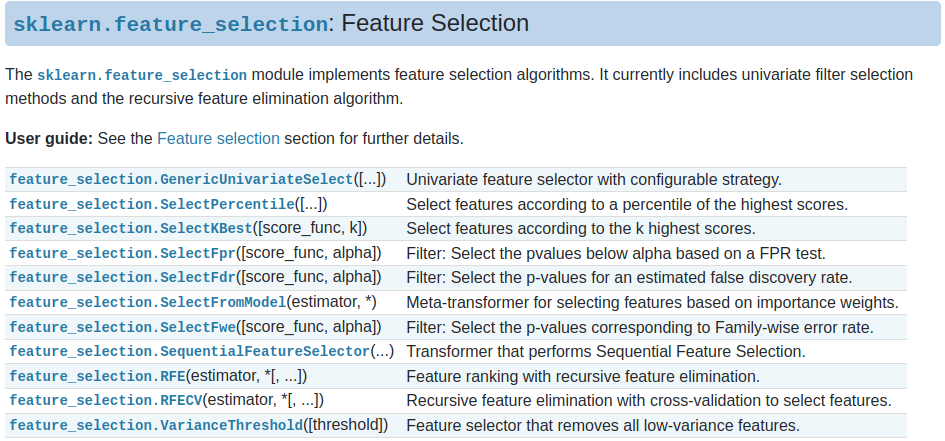 sklearn.feature_selection: Feature Selection
The sklearn.feature_selection module implements feature selection algorithms. It currently includes univariate filter selection
methods and the recursive feature elimination algorithm.
User guide: See the Feature selection section for further details.
feature_selection.GenericUnivariateSelect([...]) Univariate feature selector with configurable strategy.
feature_selection.SelectPercentile([...]) Select features according to a percentile of the highest scores.
feature_selection.SelectKBest([score_func, k]) Select features according to the k highest scores.
feature_selection.SelectFpr([score_func, alpha]) Filter: Select the pvalues below alpha based on a FPR test.
feature_selection.SelectFdr([score_func, alpha]) Filter: Select the p-values for an estimated false discovery rate.
feature_selection.SelectFromModel(estimator, *) Meta-transformer for selecting features based on importance weights.
feature_selection.SelectFwe([score_func, alpha]) Filter: Select the p-values corresponding to Family-wise error rate.
feature_selection.SequentialFeatureSelector(...) Transformer that performs Sequential Feature Selection.
feature_selection.RFE(estimator, *[, ...]) Feature ranking with recursive feature elimination.
feature_selection.RFECV(estimator, *[, ...]) Recursive feature elimination with cross-validation to select features.
feature_selection.VarianceThreshold([threshold]) Feature selector that removes all low-variance features.